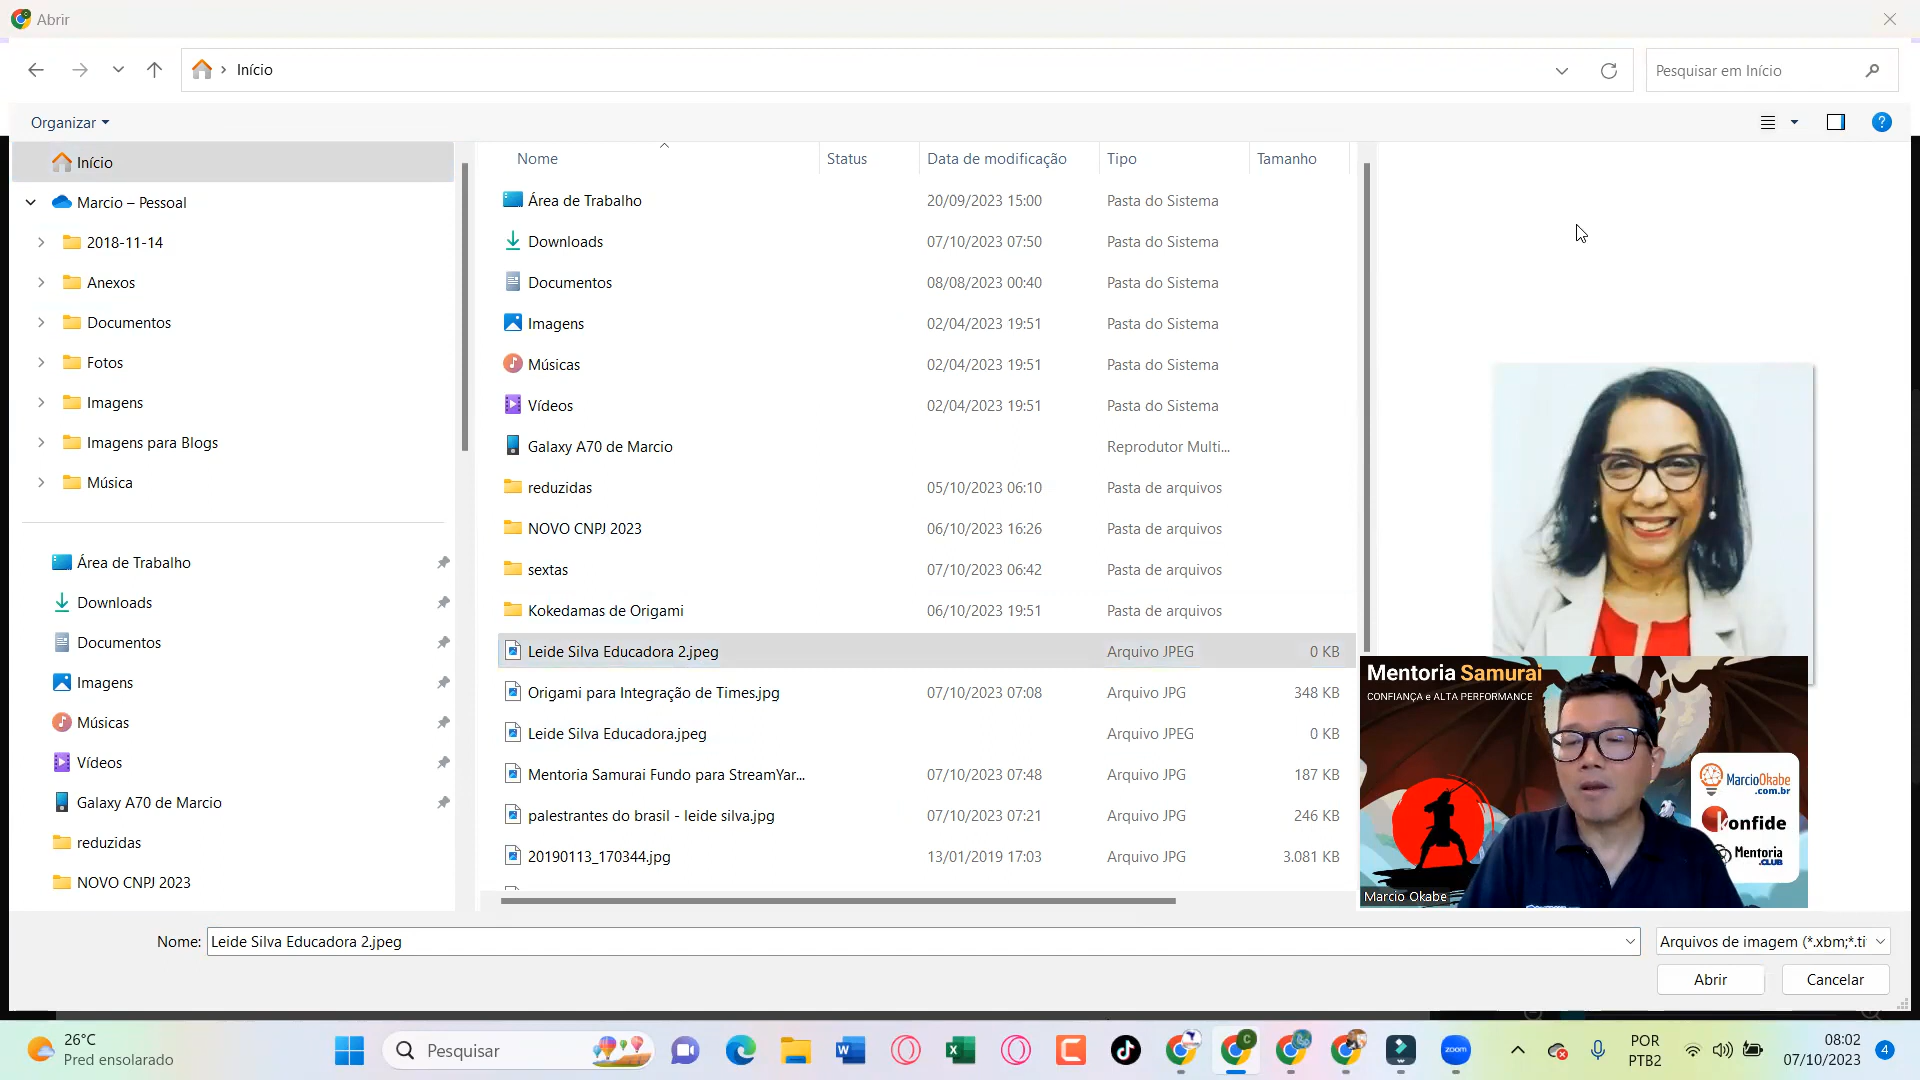 Abrir
Início
Pesquisar em Início
Organizar
Início
Marcio – Pessoal
2018-11-14
Anexos
Documentos
Fotos
Imagens
Imagens para Blogs
Música
Área de Trabalho
Downloads
Documentos
Imagens
Músicas
Vídeos
Galaxy A70 de Marcio
reduzidas
NOVO CNPJ 2023
Nome Status Data de modificação Tipo Tamanho
Área de Trabalho 20/09/2023 15:00 Pasta do Sistema
Downloads 07/10/2023 07:50 Pasta do Sistema
Documentos 08/08/2023 00:40 Pasta do Sistema
Imagens 02/04/2023 19:51 Pasta do Sistema
Músicas 02/04/2023 19:51 Pasta do Sistema
Vídeos 02/04/2023 19:51 Pasta do Sistema
Galaxy A70 de Marcio Reprodutor Multi...
reduzidas 05/10/2023 06:10 Pasta de arquivos
NOVO CNPJ 2023 06/10/2023 16:26 Pasta de arquivos
sextas 07/10/2023 06:42 Pasta de arquivos
Kokedamas de Origami 06/10/2023 19:51 Pasta de arquivos
Leide Silva Educadora 2.jpeg Arquivo JPEG 0 KB
Origami para Integração de Times.jpg 07/10/2023 07:08 Arquivo JPG 348 KB
Leide Silva Educadora.jpeg Arquivo JPEG 0 KB
Mentoria Samurai Fundo para StreamYar... 07/10/2023 07:48 Arquivo JPG 187 KB
palestrantes do brasil - leide silva.jpg 07/10/2023 07:21 Arquivo JPG 246 KB
20190113_170344.jpg 13/01/2019 17:03 Arquivo JPG 3.081 KB
Mentoria Samurai
CONFIANÇA e ALTA PERFORMANCE
MarcioOkabe
.com.br
Konfide
Mentoria
.CLUB
Marcio Okabe
Nome: Leide Silva Educadora 2.jpeg
Arquivos de imagem (*.xbm;*.ti
Abrir
Cancelar
26°C
Pred ensolarado
Pesquisar
zoom
POR
PTB2
08:02
07/10/2023
4